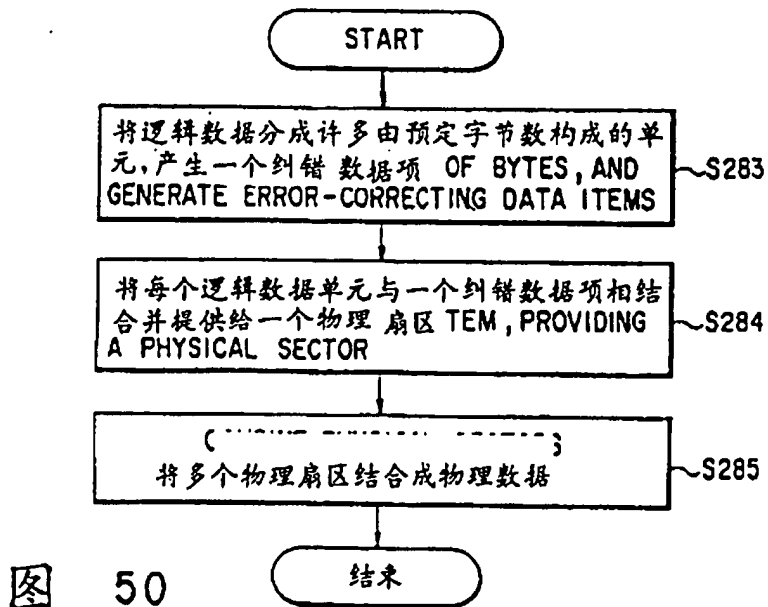 START
将逻辑数据分成许多由预定字节数构成的单
元,产生一个纠错 数据项 OF BYTES, AND
GENERATE ERROR-CORRECTING DATA ITEMS
S283
将每个逻辑数据单元与一个纠错数据项相结
合并提供给一个物理 扇区 TEM, PROVIDING
A PHYSICAL SECTOR
S284
将多个物理扇区结合成物理数据
S285
结束
图 50